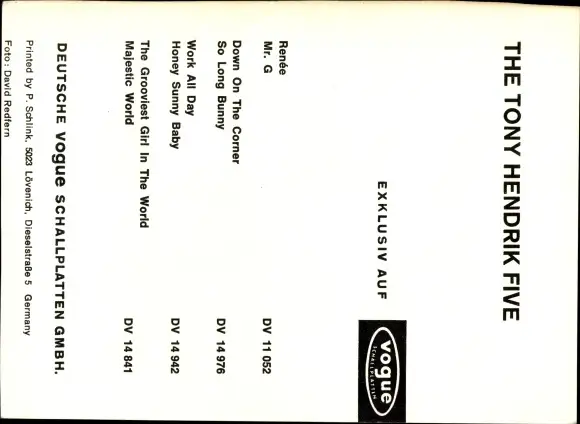 THE TONY HENDRIK FIVE
EXKLUSIV AUF
vogue
SCHALLPLATTEN
Renée
Mr. G DV 11 052
Down On The Corner
So Long Bunny DV 14 976
Work All Day
Honey Sunny Baby DV 14 942
The Grooviest Girl In The World
Majestic World DV 14 841
DEUTSCHE vogue SCHALLPLATTEN GMBH.
Printed by P. Schlink, 5023 Lövenich, Dieselstraße 5 Germany
Foto: David Redfern